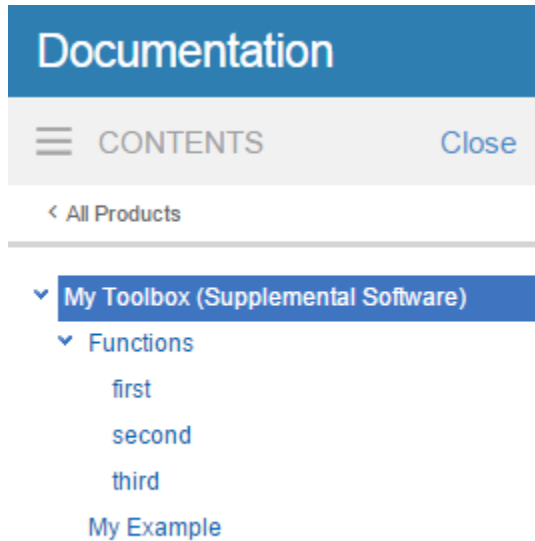 Documentation
CONTENTS Close
< All Products
My Toolbox (Supplemental Software)
Functions
first
second
third
My Example